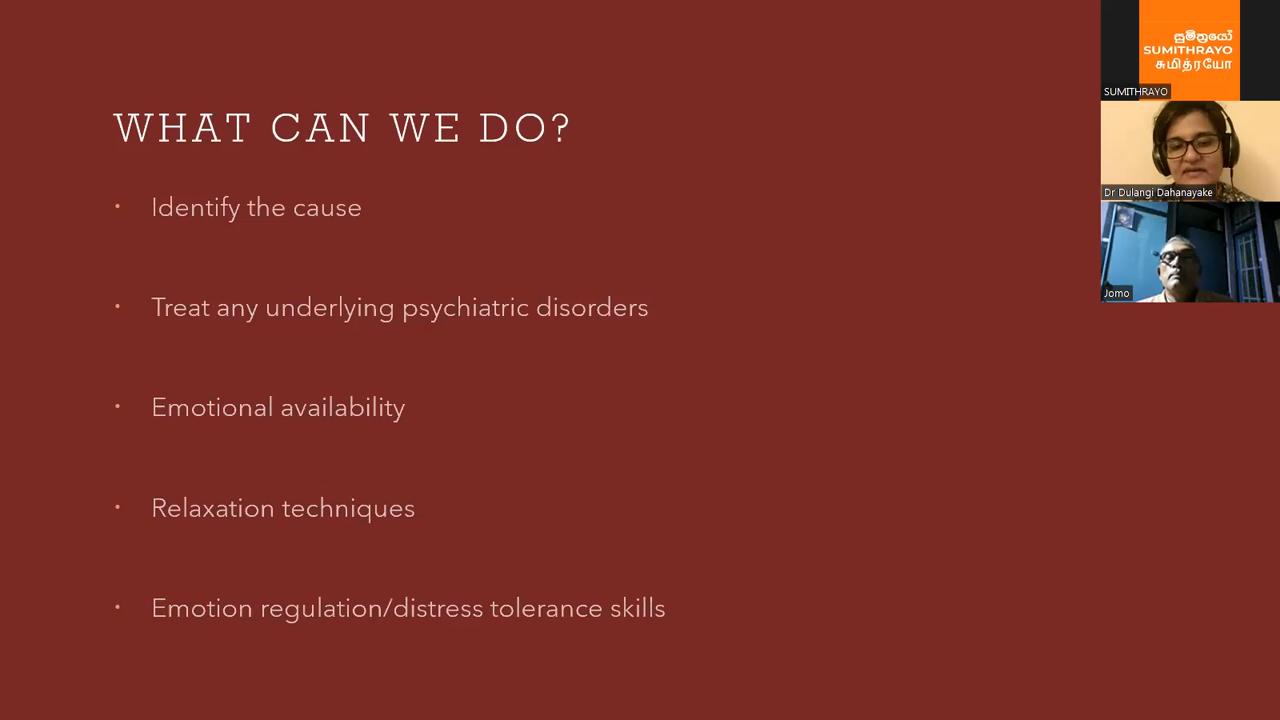 WHAT CAN WE DO?
• Identify the cause
• Treat any underlying psychiatric disorders
• Emotional availability
• Relaxation techniques
• Emotion regulation/distress tolerance skills
සුමිත්‍රයෝ
SUMITHRAYO
சுமித்ரயோ
SUMITHRAYO
Dr Dulangi Dahanayake
Jomo